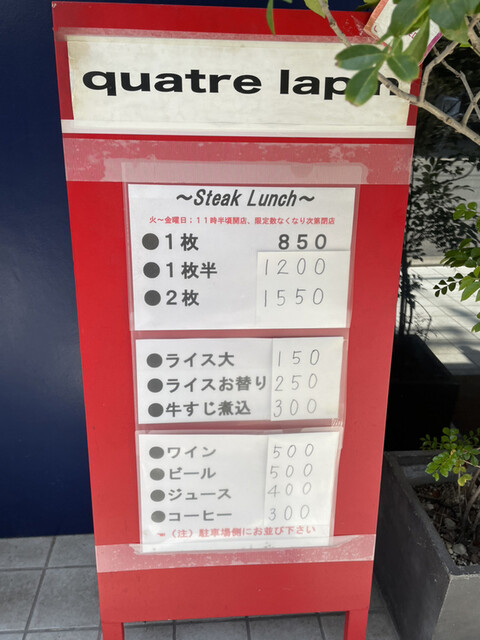 quatre lapin
～Steak Lunch～
火～金曜日：11時半頃開店、限定数なくなり次第閉店
●1枚 850
●1枚半 1200
●2枚 1550
●ライス大 150
●ライスお替り 250
●牛すじ煮込 300
●ワイン 500
●ビール 500
●ジュース 400
●コーヒー 300
～（注）駐車場側にお並び下さい